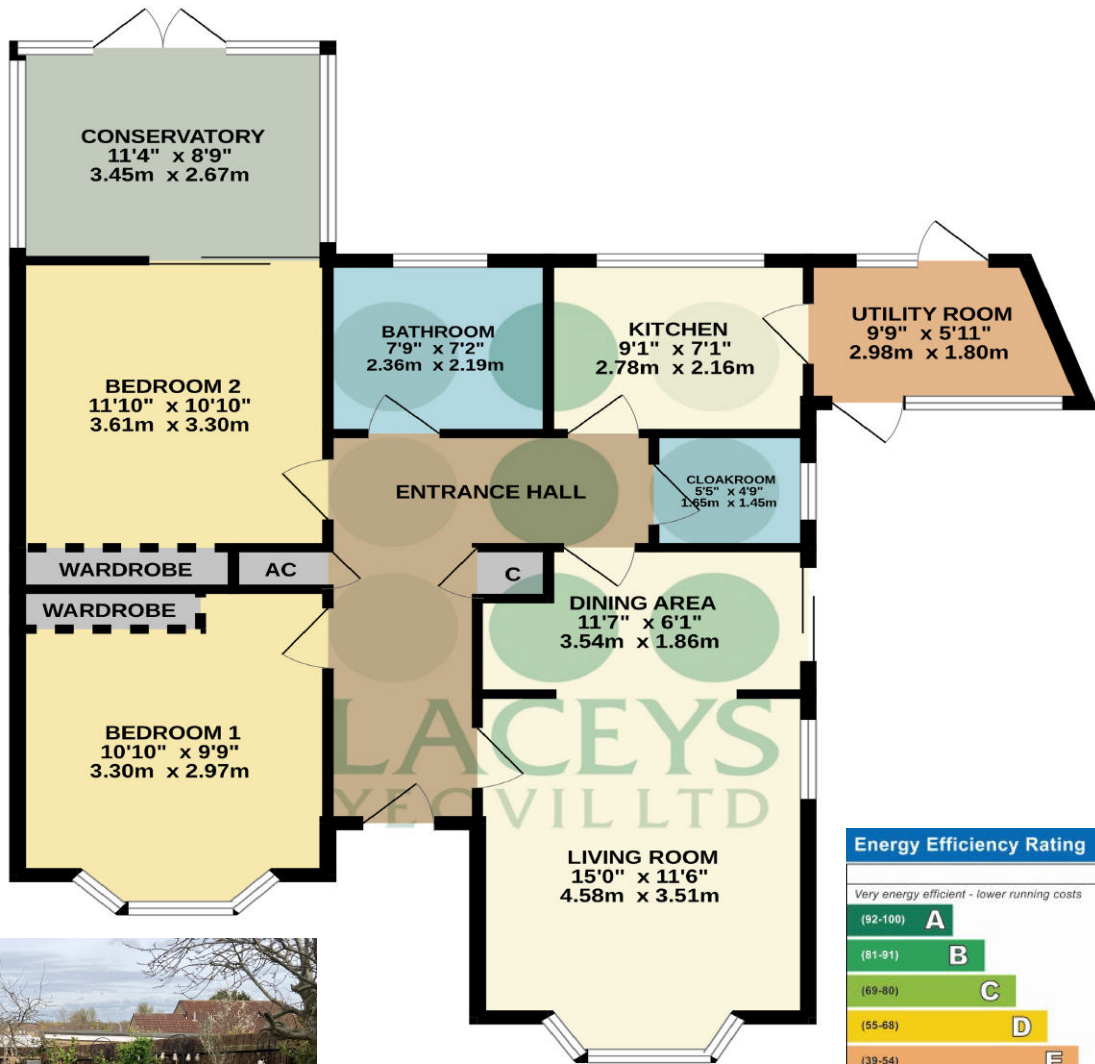 CONSERVATORY
11'4" x 8'9"
3.45m x 2.67m
BATHROOM
7'9" x 7'2"
2.36m x 2.19m
KITCHEN
9'1" x 7'1"
2.78m x 2.16m
UTILITY ROOM
9'9" x 5'11"
2.98m x 1.80m
BEDROOM 2
11'10" x 10'10"
3.61m x 3.30m
ENTRANCE HALL
CLOAKROOM
5'5" x 4'9"
1.65m x 1.45m
WARDROBE
AC
C
WARDROBE
DINING AREA
11'7" x 6'1"
3.54m x 1.86m
BEDROOM 1
10'10" x 9'9"
3.30m x 2.97m
LACEYS
YEOVIL LTD
LIVING ROOM
15'0" x 11'6"
4.58m x 3.51m
Energy Efficiency Rating
Very energy efficient - lower running costs
(92-100) A
(81-91) B
(69-80) C
(55-68) D
(39-54) E